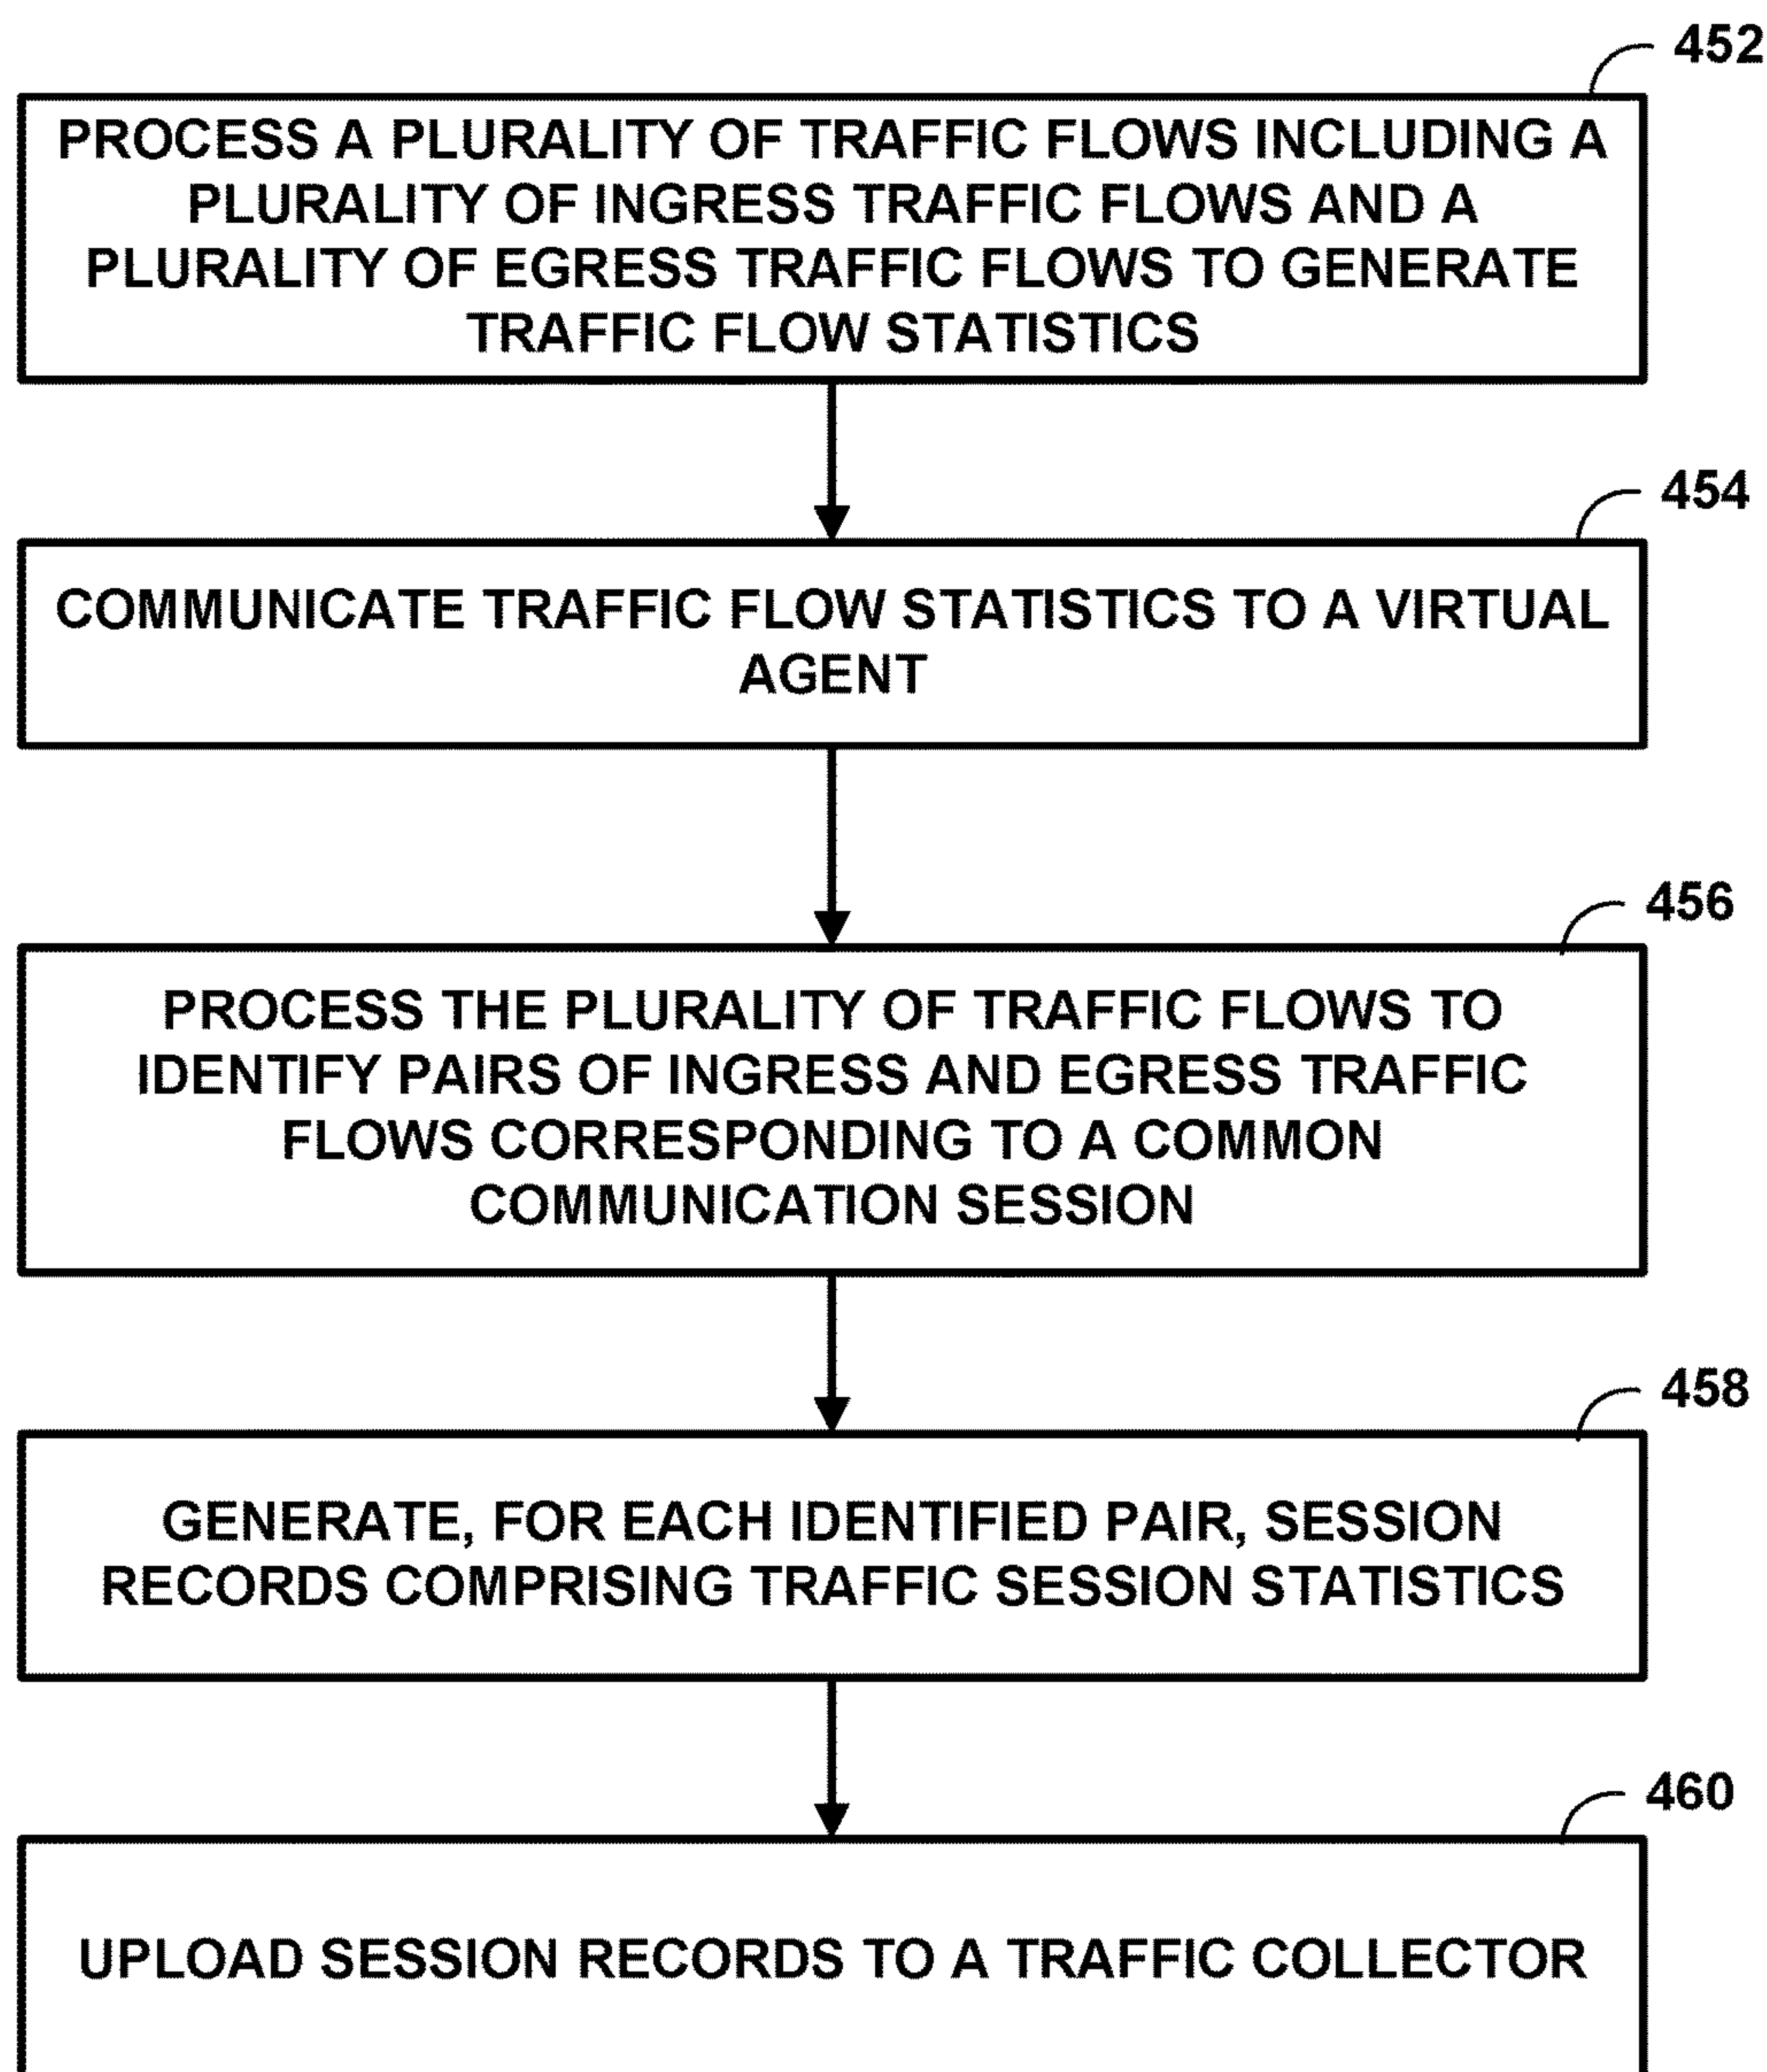 452
PROCESS A PLURALITY OF TRAFFIC FLOWS INCLUDING A
PLURALITY OF INGRESS TRAFFIC FLOWS AND A
PLURALITY OF EGRESS TRAFFIC FLOWS TO GENERATE
TRAFFIC FLOW STATISTICS
454
COMMUNICATE TRAFFIC FLOW STATISTICS TO A VIRTUAL
AGENT
456
PROCESS THE PLURALITY OF TRAFFIC FLOWS TO
IDENTIFY PAIRS OF INGRESS AND EGRESS TRAFFIC
FLOWS CORRESPONDING TO A COMMON
COMMUNICATION SESSION
458
GENERATE, FOR EACH IDENTIFIED PAIR, SESSION
RECORDS COMPRISING TRAFFIC SESSION STATISTICS
460
UPLOAD SESSION RECORDS TO A TRAFFIC COLLECTOR